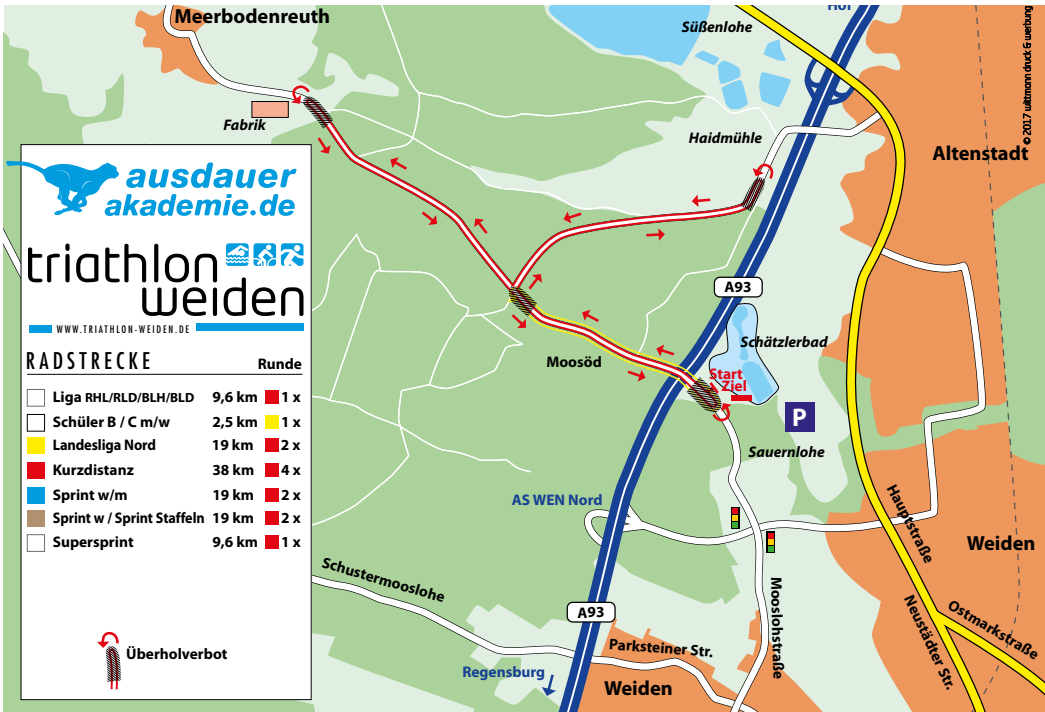 Meerbodenreuth
Fabrik
Süßenlohe
Hof
Haidmühle
Altenstadt
© 2017 wittmann druck & werbung
ausdauer
akademie.de
triathlon
weiden
WWW.TRIATHLON-WEIDEN.DE
RADSTRECKE Runde
Liga RHL/RLD/BLH/BLD 9,6 km 1 x
Schüler B / C m/w 2,5 km 1 x
Landesliga Nord 19 km 2 x
Kurzdistanz 38 km 4 x
Sprint w/m 19 km 2 x
Sprint w / Sprint Staffeln 19 km 2 x
Supersprint 9,6 km 1 x
Überholverbot
A93
Schätzlerbad
Moosöd
Start
Ziel
P
Sauernlohe
AS WEN Nord
Hauptstraße
Weiden
Schustermooslohe
A93
Mooslohstraße
Neustädter Str.
Ostmarkstraße
Parksteiner Str.
Regensburg
Weiden